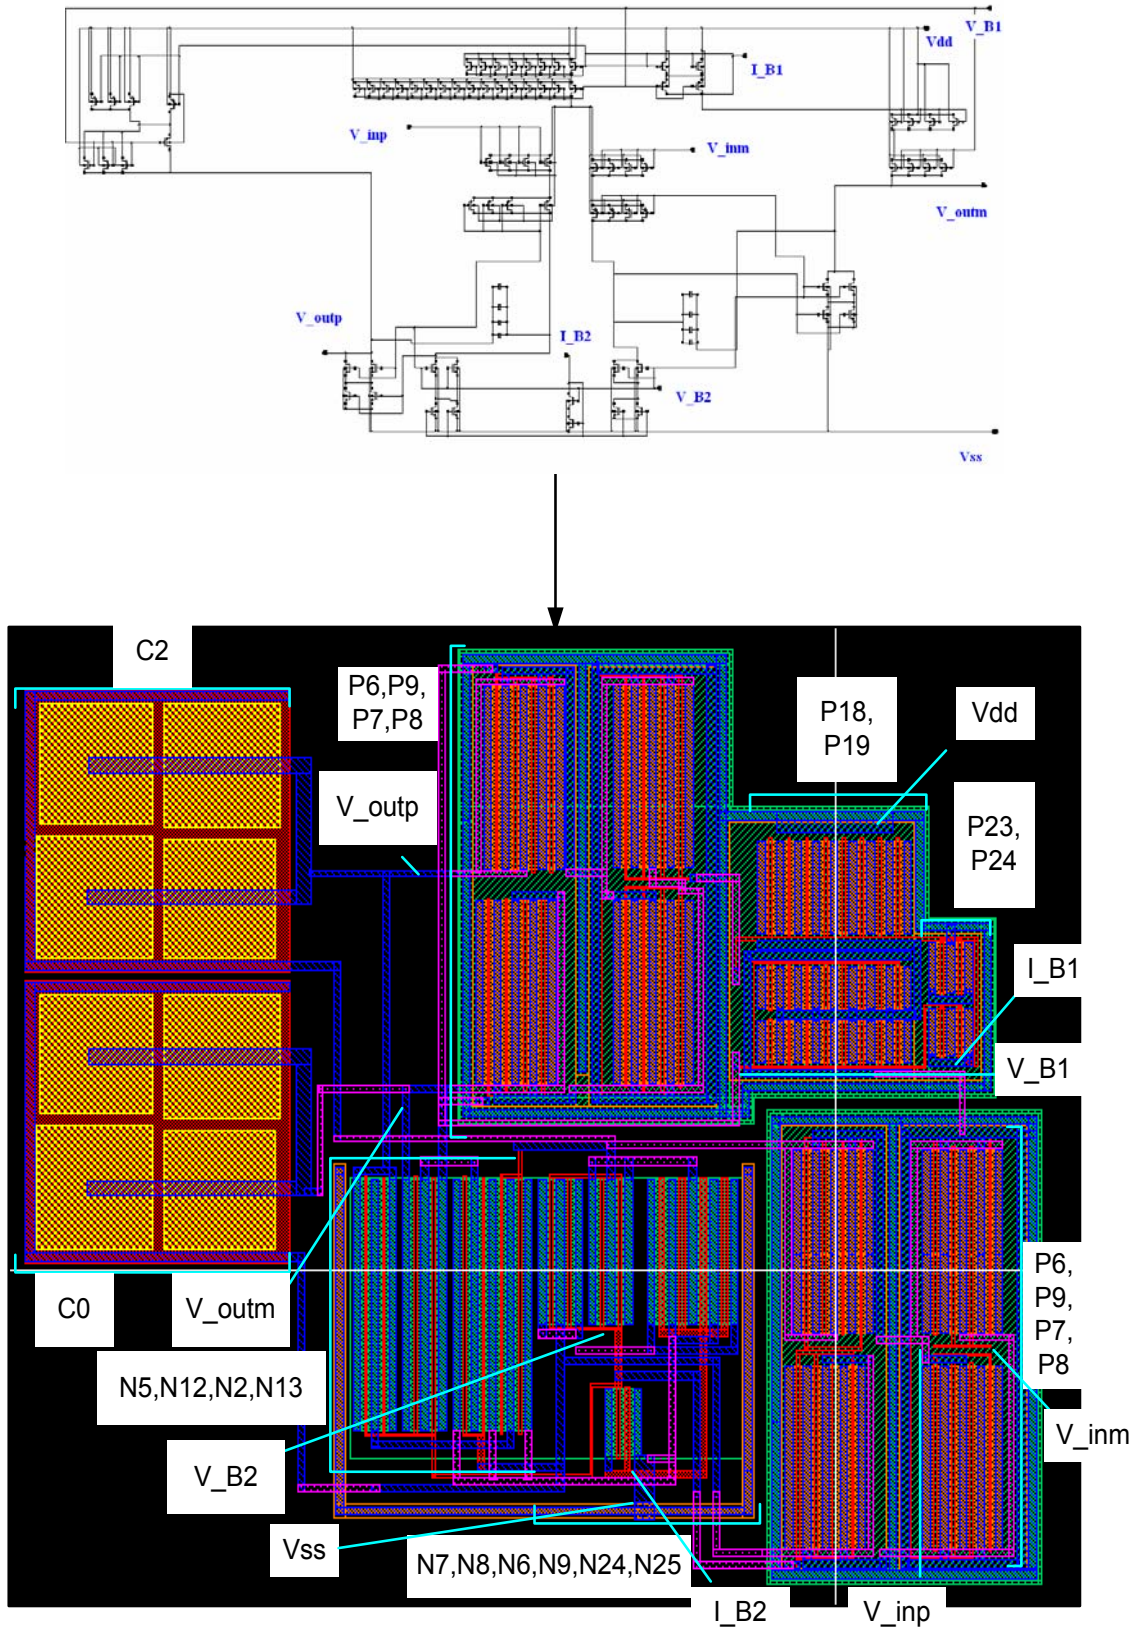 V_B1
Vdd
I_B1
V_inp
V_inm
V_outm
V_outp
I_B2
V_B2
Vss
C2
P6,P9,
P7,P8
P18,
P19
Vdd
V_outp
P23,
P24
I_B1
V_B1
C0
V_outm
P6,
P9,
P7,
P8
N5,N12,N2,N13
V_inm
V_B2
Vss
N7,N8,N6,N9,N24,N25
I_B2
V_inp